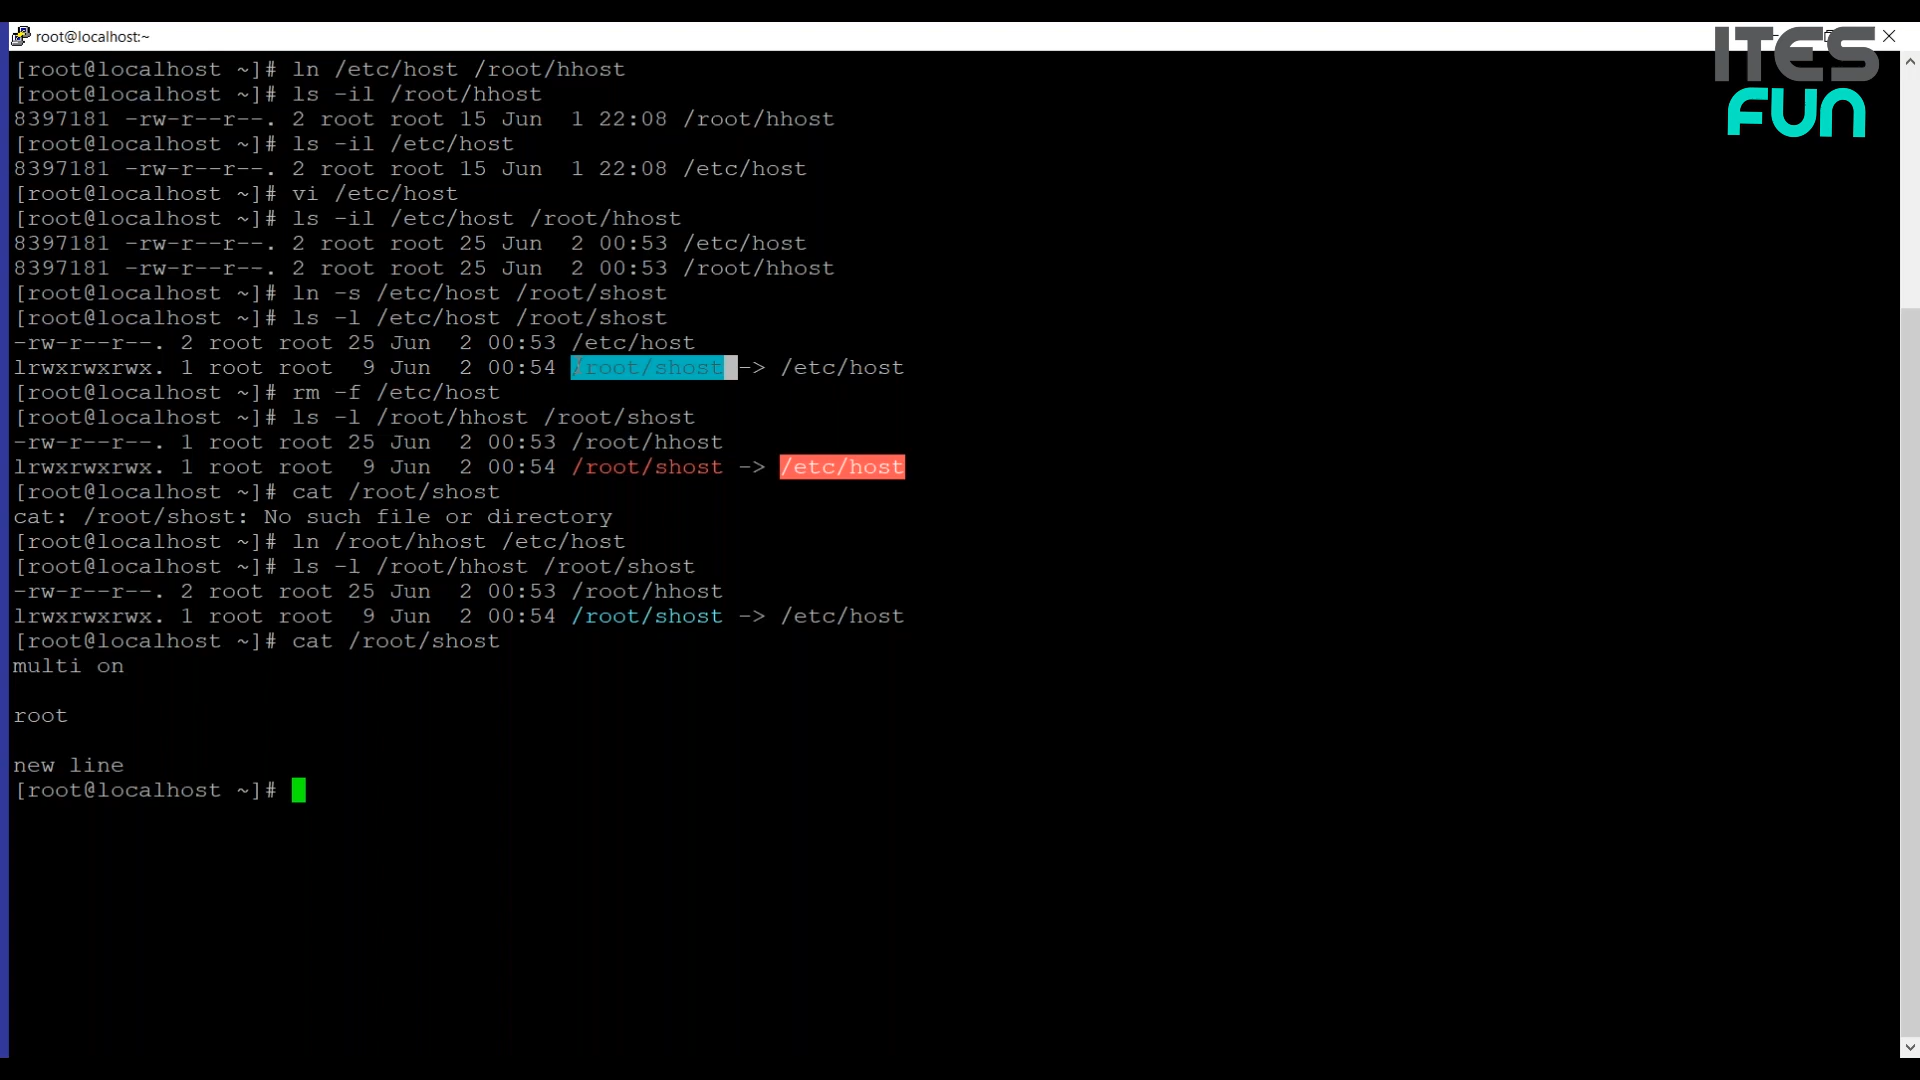 root@localhost:~
ITES
FUN
[root@localhost ~]# ln /etc/host /root/hhost
[root@localhost ~]# ls -il /root/hhost
8397181 -rw-r--r--. 2 root root 15 Jun  1 22:08 /root/hhost
[root@localhost ~]# ls -il /etc/host
8397181 -rw-r--r--. 2 root root 15 Jun  1 22:08 /etc/host
[root@localhost ~]# vi /etc/host
[root@localhost ~]# ls -il /etc/host /root/hhost
8397181 -rw-r--r--. 2 root root 25 Jun  2 00:53 /etc/host
8397181 -rw-r--r--. 2 root root 25 Jun  2 00:53 /root/hhost
[root@localhost ~]# ln -s /etc/host /root/shost
[root@localhost ~]# ls -l /etc/host /root/shost
-rw-r--r--. 2 root root 25 Jun  2 00:53 /etc/host
lrwxrwxrwx. 1 root root  9 Jun  2 00:54 /root/shost -> /etc/host
[root@localhost ~]# rm -f /etc/host
[root@localhost ~]# ls -l /root/hhost /root/shost
-rw-r--r--. 1 root root 25 Jun  2 00:53 /root/hhost
lrwxrwxrwx. 1 root root  9 Jun  2 00:54 /root/shost -> /etc/host
[root@localhost ~]# cat /root/shost
cat: /root/shost: No such file or directory
[root@localhost ~]# ln /root/hhost /etc/host
[root@localhost ~]# ls -l /root/hhost /root/shost
-rw-r--r--. 2 root root 25 Jun  2 00:53 /root/hhost
lrwxrwxrwx. 1 root root  9 Jun  2 00:54 /root/shost -> /etc/host
[root@localhost ~]# cat /root/shost
multi on
root
new line
[root@localhost ~]#